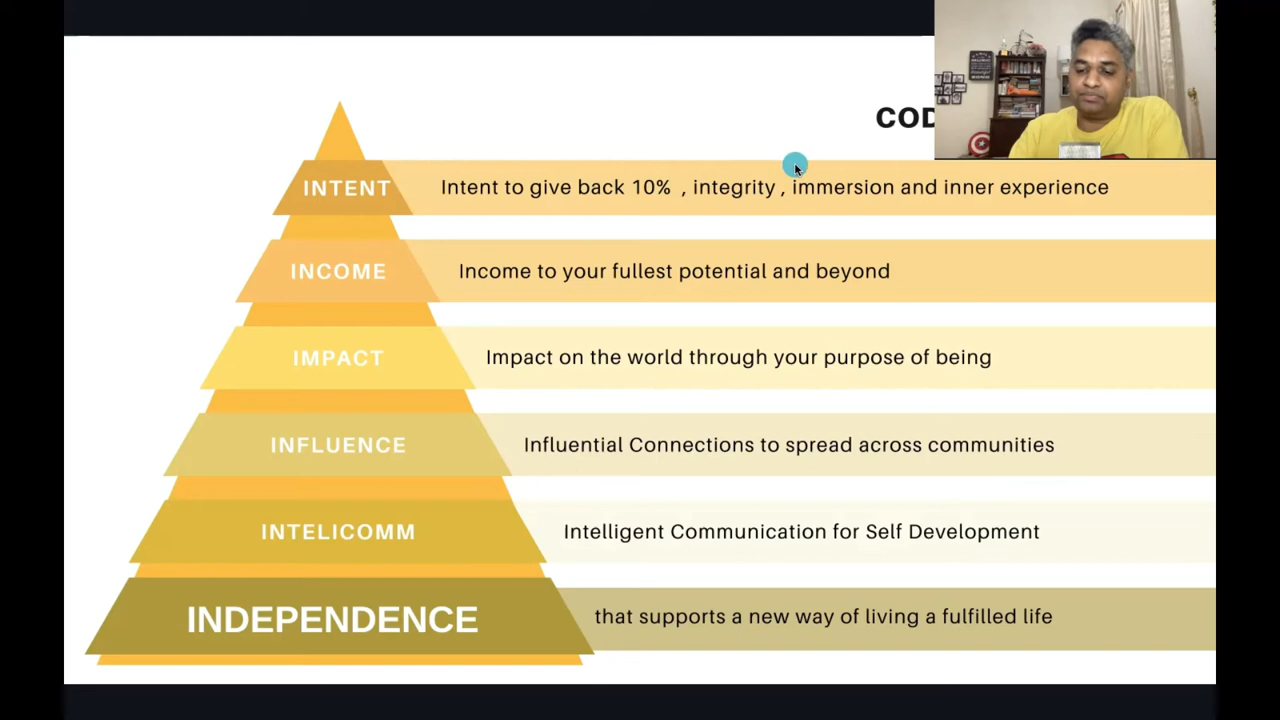 COD
INTENT
Intent to give back 10% , integrity , immersion and inner experience
INCOME
Income to your fullest potential and beyond
IMPACT
Impact on the world through your purpose of being
INFLUENCE
Influential Connections to spread across communities
INTELICOMM
Intelligent Communication for Self Development
INDEPENDENCE
that supports a new way of living a fulfilled life